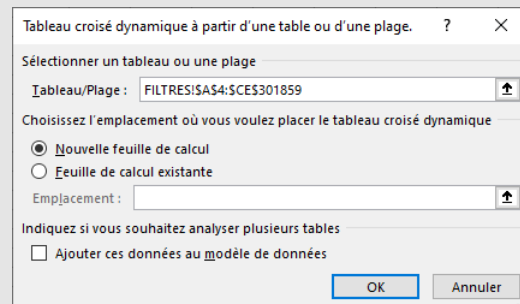 Tableau croisé dynamique à partir d’une table ou d’une plage. ?
Sélectionner un tableau ou une plage
Tableau/Plage : FILTRES!$A$4:$CE$301859
Choisissez l’emplacement où vous voulez placer le tableau croisé dynamique
Nouvelle feuille de calcul
Feuille de calcul existante
Emplacement :
Indiquez si vous souhaitez analyser plusieurs tables
Ajouter ces données au modèle de données
OK Annuler